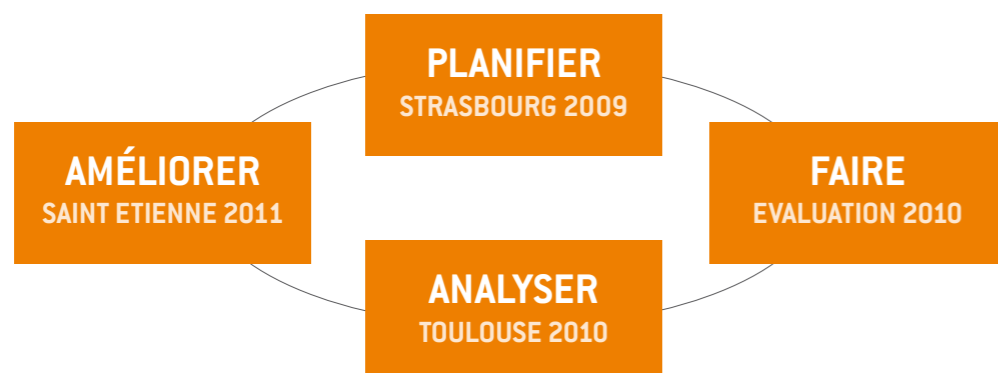 PLANIFIER
STRASBOURG 2009
AMÉLIORER
SAINT ETIENNE 2011
FAIRE
EVALUATION 2010
ANALYSER
TOULOUSE 2010